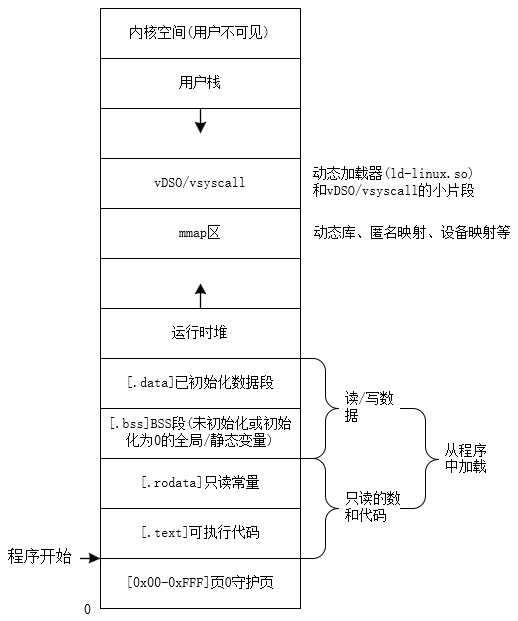 内核空间(用户不可见)
用户栈
vDSO/vsyscall
动态加载器(ld-linux.so)
和vDSO/vsyscall的小片段
mmap区
动态库、匿名映射、设备映射等
运行时堆
[.data]已初始化数据段
读/写数
据
[.bss]BSS段(未初始化或初始
化为0的全局/静态变量)
从程序
中加载
[.rodata]只读常量
只读的数
和代码
[.text]可执行代码
程序开始
[0x00-0xFFF]页0守护页
0